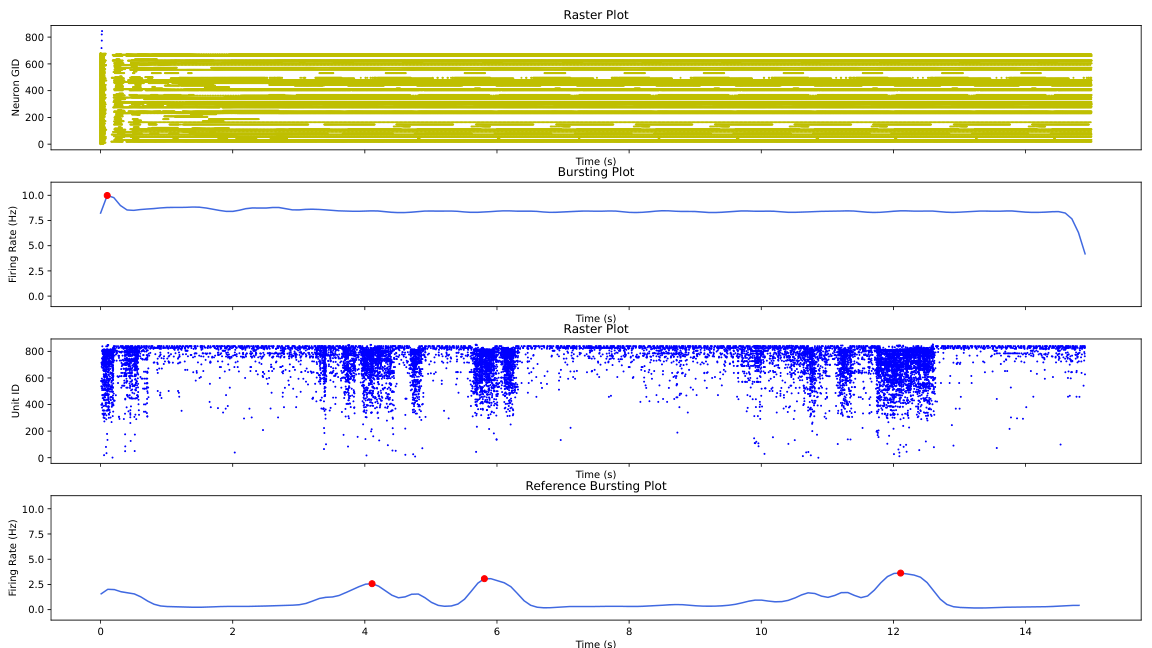 Raster Plot
800
600
400
200
0
Neuron GID
Time (s)
Bursting Plot
10.0
7.5
5.0
2.5
0.0
Firing Rate (Hz)
Time (s)
Raster Plot
800
600
400
200
0
Unit ID
Time (s)
Reference Bursting Plot
10.0
7.5
5.0
2.5
0.0
Firing Rate (Hz)
0 2 4 6 8 10 12 14
Time (s)